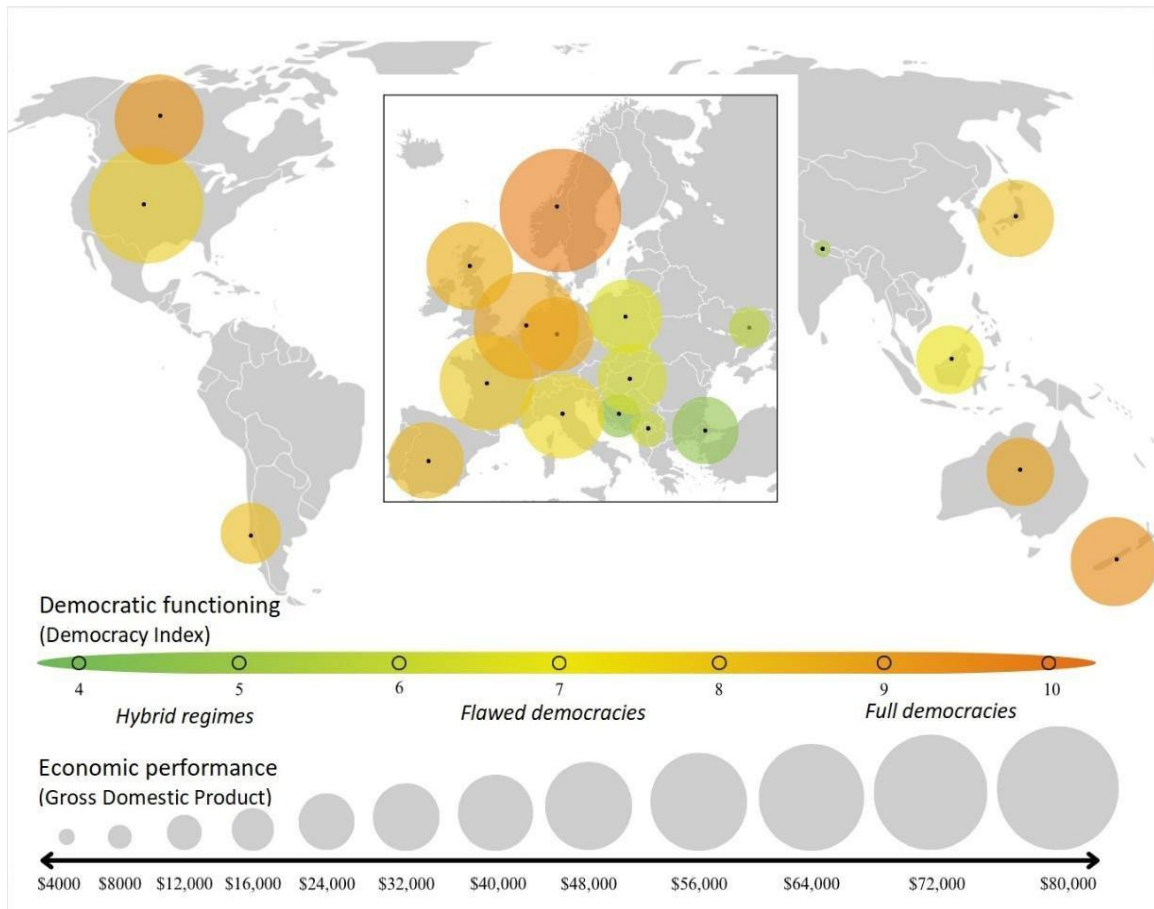 Democratic functioning
(Democracy Index)
4 5 6 7 8 9 10
Hybrid regimes Flawed democracies Full democracies
Economic performance
(Gross Domestic Product)
$4000 $8000 $12,000 $16,000 $24,000 $32,000 $40,000 $48,000 $56,000 $64,000 $72,000 $80,000